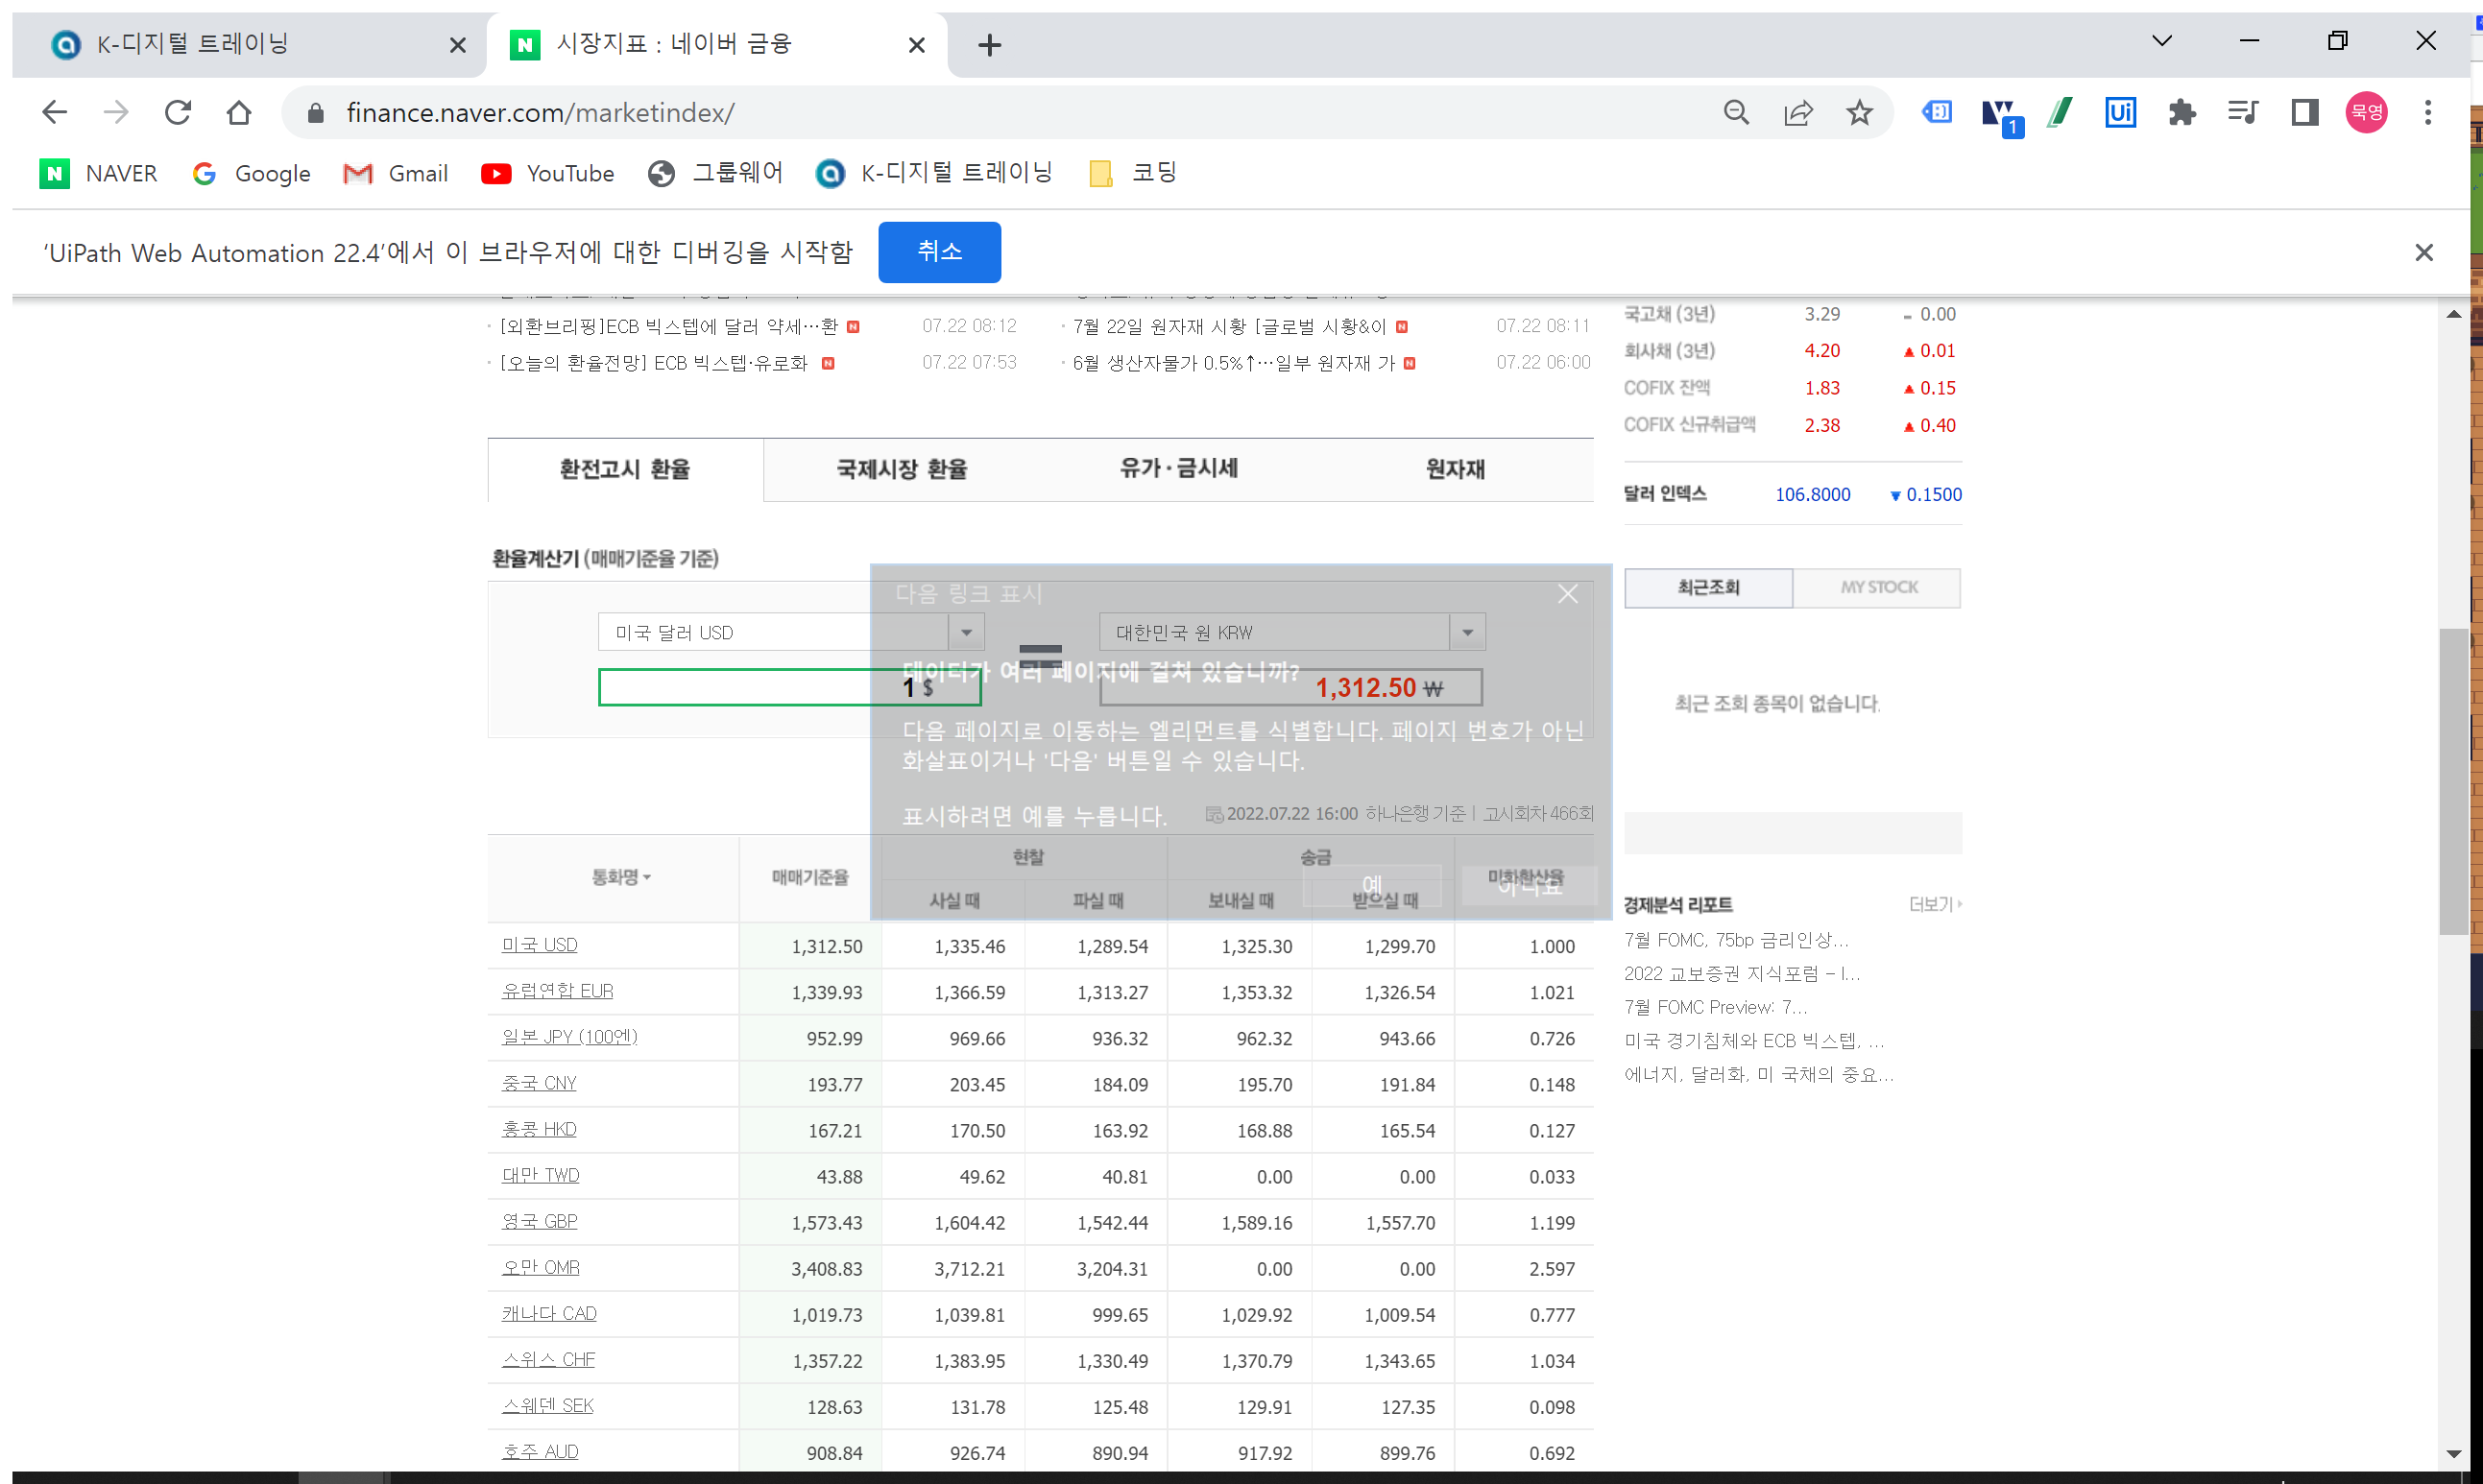 K-디지털 트레이닝
시장지표 : 네이버 금융
finance.naver.com/marketindex/
1
묵영
NAVER Google Gmail YouTube 그룹웨어 K-디지털 트레이닝 코딩
'UiPath Web Automation 22.4'에서 이 브라우저에 대한 디버깅을 시작함 취소
[외환브리핑]ECB 빅스텝에 달러 약세…환 07.22 08:12
[오늘의 환율전망] ECB 빅스텝·유로화 07.22 07:53
7월 22일 원자재 시황 [글로벌 시황&이 07.22 08:11
6월 생산자물가 0.5%↑…일부 원자재 가 07.22 06:00
국고채 (3년) 3.29 0.00
회사채 (3년) 4.20 ▲ 0.01
COFIX 잔액 1.83 ▲ 0.15
COFIX 신규취급액 2.38 ▲ 0.40
달러 인덱스 106.8000 ▼ 0.1500
환전고시 환율 국제시장 환율 유가·금시세 원자재
환율계산기 (매매기준율 기준)
미국 달러 USD
대한민국 원 KRW
1 $
1,312.50 ₩
다음 링크 표시
데이터가 여러 페이지에 걸쳐 있습니까?
다음 페이지로 이동하는 엘리먼트를 식별합니다. 페이지 번호가 아닌
화살표이거나 '다음' 버튼일 수 있습니다.
표시하려면 예를 누릅니다.
예
아니요
2022.07.22 16:00 하나은행 기준 | 고시회차 466회
통화명 매매기준율 현찰 송금 미화환산율
사실 때 파실 때 보내실 때 받으실 때
미국 USD 1,312.50 1,335.46 1,289.54 1,325.30 1,299.70 1.000
유럽연합 EUR 1,339.93 1,366.59 1,313.27 1,353.32 1,326.54 1.021
일본 JPY (100엔) 952.99 969.66 936.32 962.32 943.66 0.726
중국 CNY 193.77 203.45 184.09 195.70 191.84 0.148
홍콩 HKD 167.21 170.50 163.92 168.88 165.54 0.127
대만 TWD 43.88 49.62 40.81 0.00 0.00 0.033
영국 GBP 1,573.43 1,604.42 1,542.44 1,589.16 1,557.70 1.199
오만 OMR 3,408.83 3,712.21 3,204.31 0.00 0.00 2.597
캐나다 CAD 1,019.73 1,039.81 999.65 1,029.92 1,009.54 0.777
스위스 CHF 1,357.22 1,383.95 1,330.49 1,370.79 1,343.65 1.034
스웨덴 SEK 128.63 131.78 125.48 129.91 127.35 0.098
호주 AUD 908.84 926.74 890.94 917.92 899.76 0.692
최근조회 MY STOCK
최근 조회 종목이 없습니다.
경제분석 리포트 더보기
7월 FOMC, 75bp 금리인상...
2022 교보증권 지식포럼 – I...
7월 FOMC Preview: 7...
미국 경기침체와 ECB 빅스텝, ...
에너지, 달러화, 미 국채의 중요...